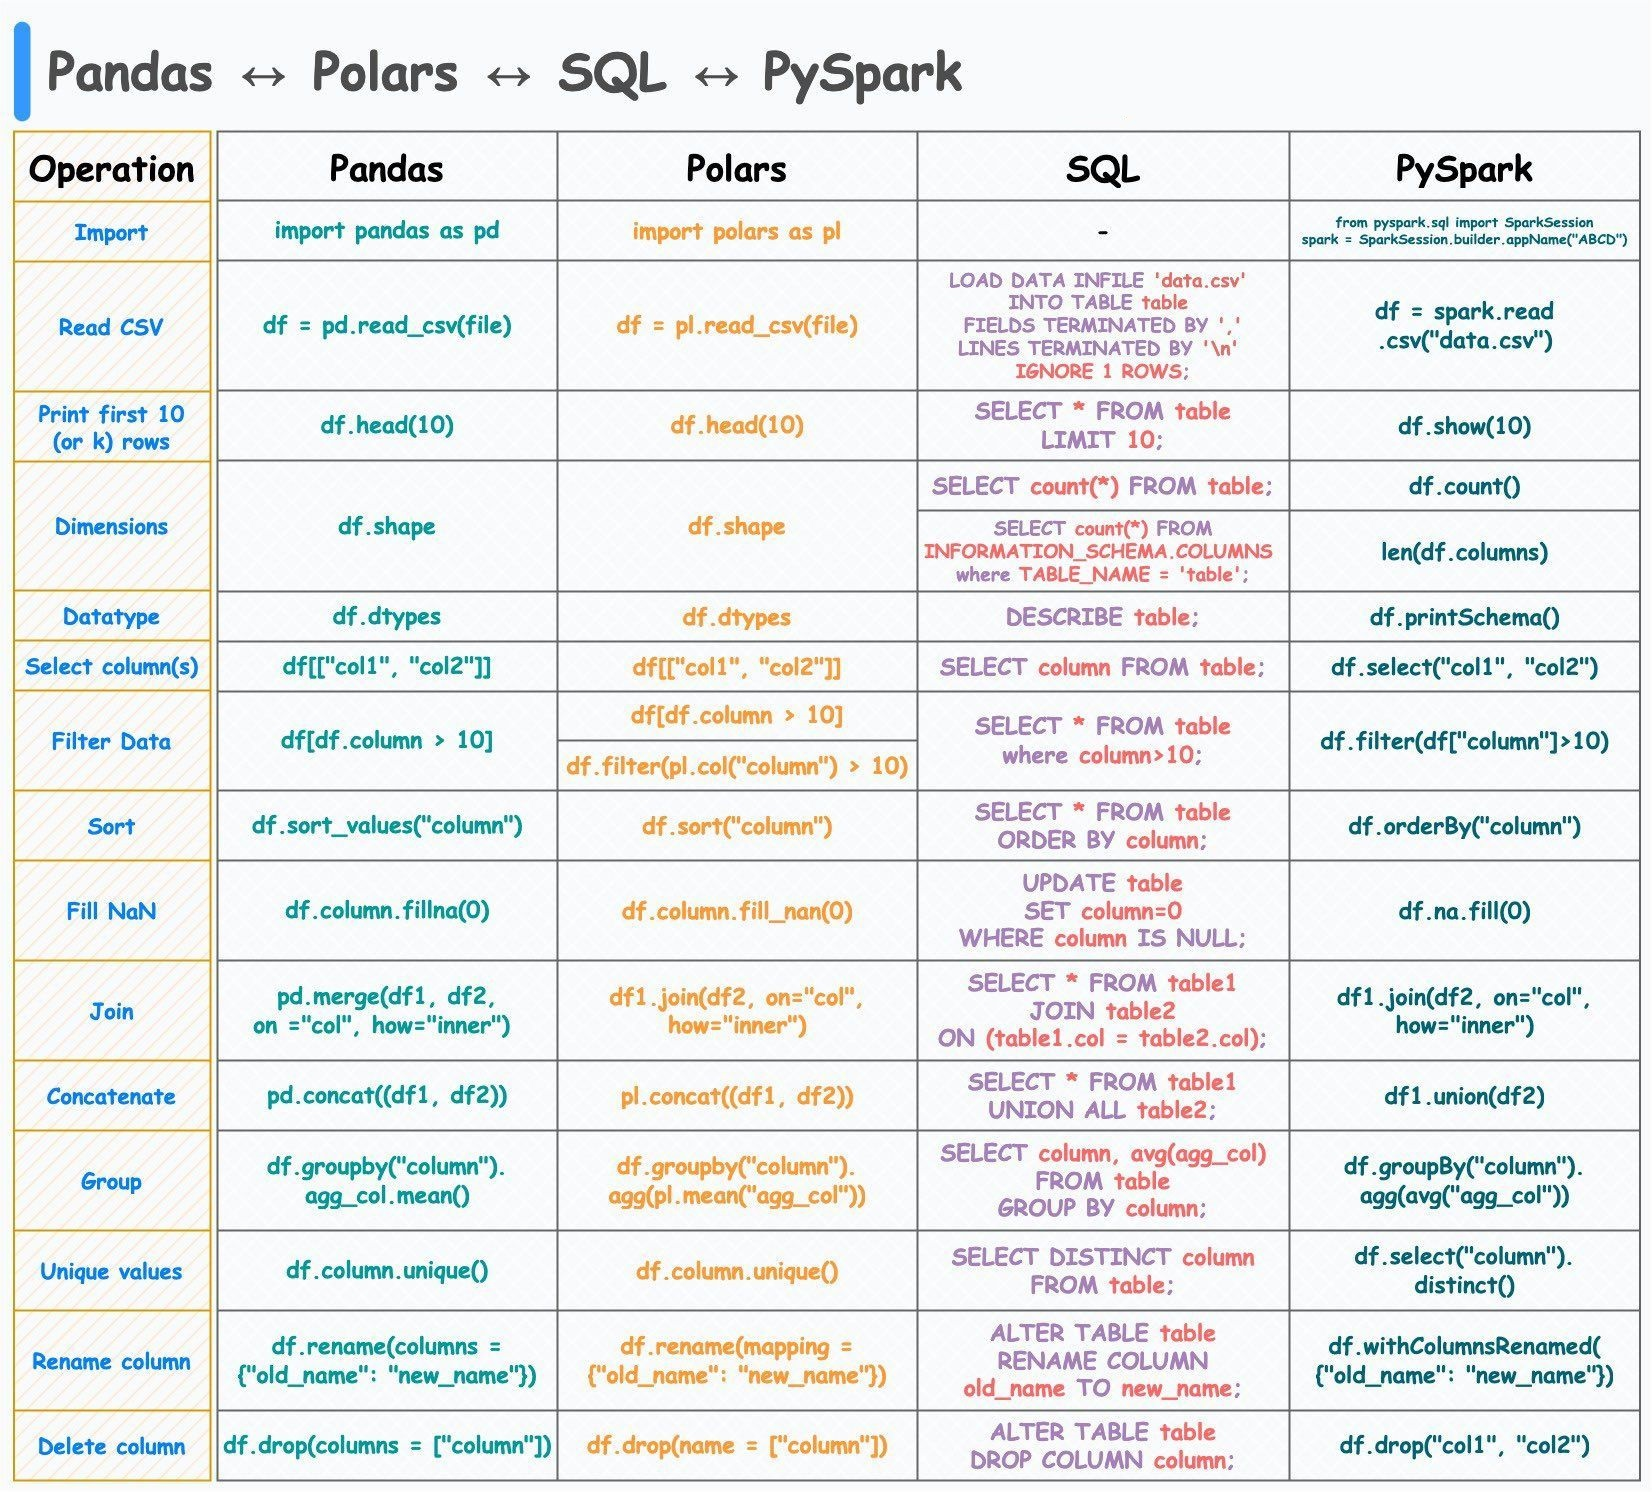 Pandas ↔ Polars ↔ SQL ↔ PySpark
Operation
Pandas
Polars
SQL
PySpark
Import
import pandas as pd
import polars as pl
-
from pyspark.sql import SparkSession
spark = SparkSession.builder.appName("ABCD")
Read CSV
df = pd.read_csv(file)
df = pl.read_csv(file)
LOAD DATA INFILE 'data.csv'
INTO TABLE table
FIELDS TERMINATED BY ','
LINES TERMINATED BY '\n'
IGNORE 1 ROWS;
df = spark.read
.csv("data.csv")
Print first 10
(or k) rows
df.head(10)
df.head(10)
SELECT * FROM table
LIMIT 10;
df.show(10)
Dimensions
df.shape
df.shape
SELECT count(*) FROM table;
df.count()
SELECT count(*) FROM
INFORMATION_SCHEMA.COLUMNS
where TABLE_NAME = 'table';
len(df.columns)
Datatype
df.dtypes
df.dtypes
DESCRIBE table;
df.printSchema()
Select column(s)
df[["col1", "col2"]]
df[["col1", "col2"]]
SELECT column FROM table;
df.select("col1", "col2")
Filter Data
df[df.column > 10]
df[df.column > 10]
df.filter(pl.col("column") > 10)
SELECT * FROM table
where column>10;
df.filter(df["column"]>10)
Sort
df.sort_values("column")
df.sort("column")
SELECT * FROM table
ORDER BY column;
df.orderBy("column")
Fill NaN
df.column.fillna(0)
df.column.fill_nan(0)
UPDATE table
SET column=0
WHERE column IS NULL;
df.na.fill(0)
Join
pd.merge(df1, df2,
on ="col", how="inner")
df1.join(df2, on="col",
how="inner")
SELECT * FROM table1
JOIN table2
ON (table1.col = table2.col);
df1.join(df2, on="col",
how="inner")
Concatenate
pd.concat((df1, df2))
pl.concat((df1, df2))
SELECT * FROM table1
UNION ALL table2;
df1.union(df2)
Group
df.groupby("column").
agg_col.mean()
df.groupby("column").
agg(pl.mean("agg_col"))
SELECT column, avg(agg_col)
FROM table
GROUP BY column;
df.groupBy("column").
agg(avg("agg_col"))
Unique values
df.column.unique()
df.column.unique()
SELECT DISTINCT column
FROM table;
df.select("column").
distinct()
Rename column
df.rename(columns =
{"old_name": "new_name"})
df.rename(mapping =
{"old_name": "new_name"})
ALTER TABLE table
RENAME COLUMN
old_name TO new_name;
df.withColumnsRenamed(
{"old_name": "new_name"})
Delete column
df.drop(columns = ["column"])
df.drop(name = ["column"])
ALTER TABLE table
DROP COLUMN column;
df.drop("col1", "col2")